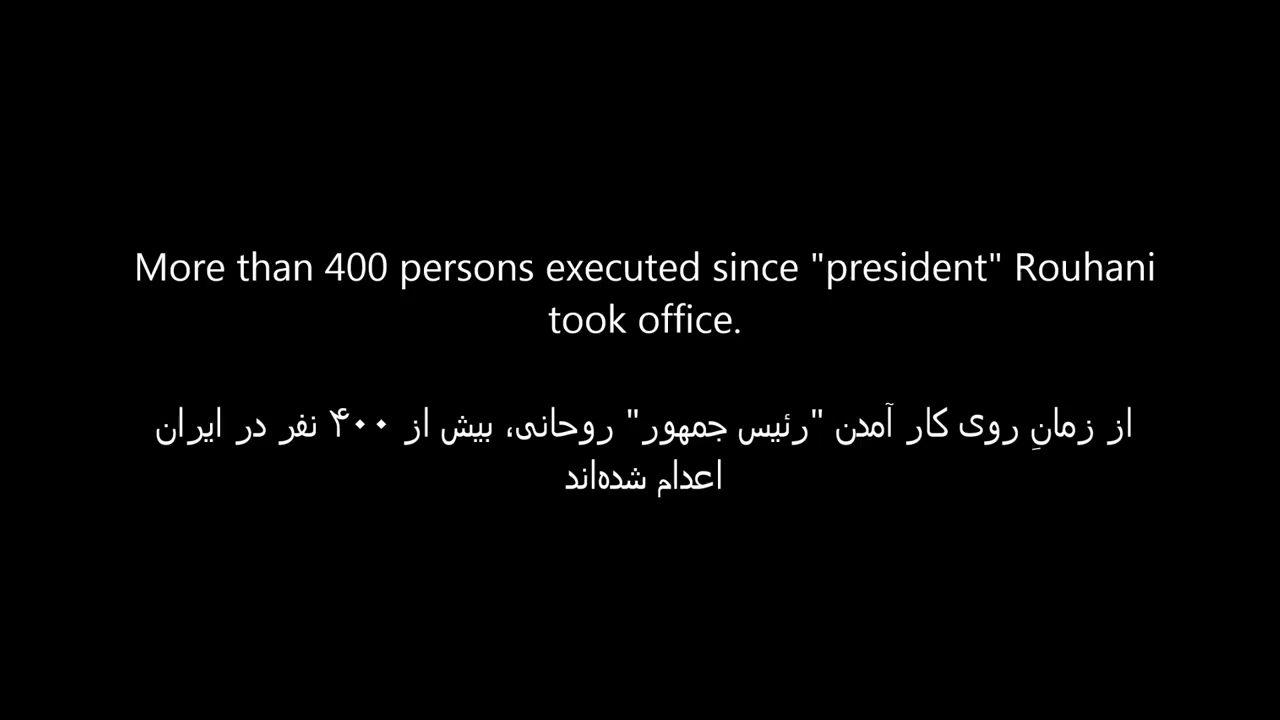 More than 400 persons executed since "president" Rouhani
took office.
از زمانِ روی کار آمدن "رئیس جمهور" روحانی، بیش از ۴۰۰ نفر در ایران
اعدام شده‌اند